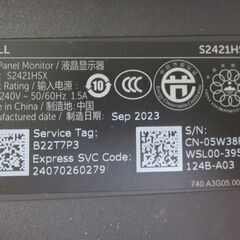 LL S2421HS
Panel Monitor / 液晶显示器
S2421HSX
Rating / 输入电源:
240V ~ 50/60Hz 1.5A
in China / 制造地: 中国
ufactured date / 制造日期: Sep 2023
Service Tag:
B22T7P3
Express SVC Code:
24070260279
S/N:
CN-05W38
WSL00-395
124B-A03
740.A3G05.00